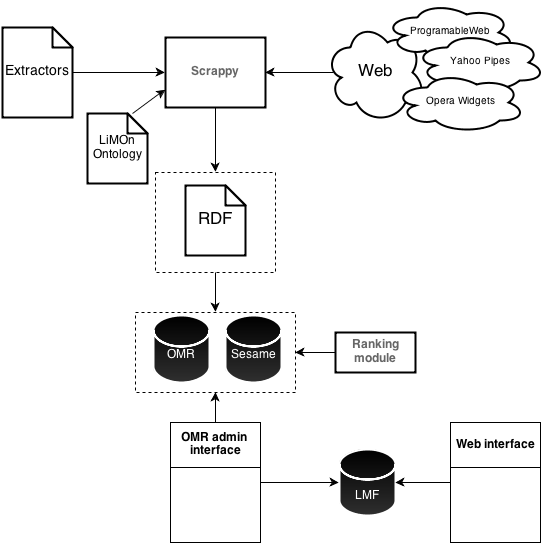 ProgramableWeb
Extractors
Scrappy
Web
Yahoo Pipes
Opera Widgets
LiMOn
Ontology
RDF
OMR
Sesame
Ranking
module
OMR admin
interface
Web interface
LMF